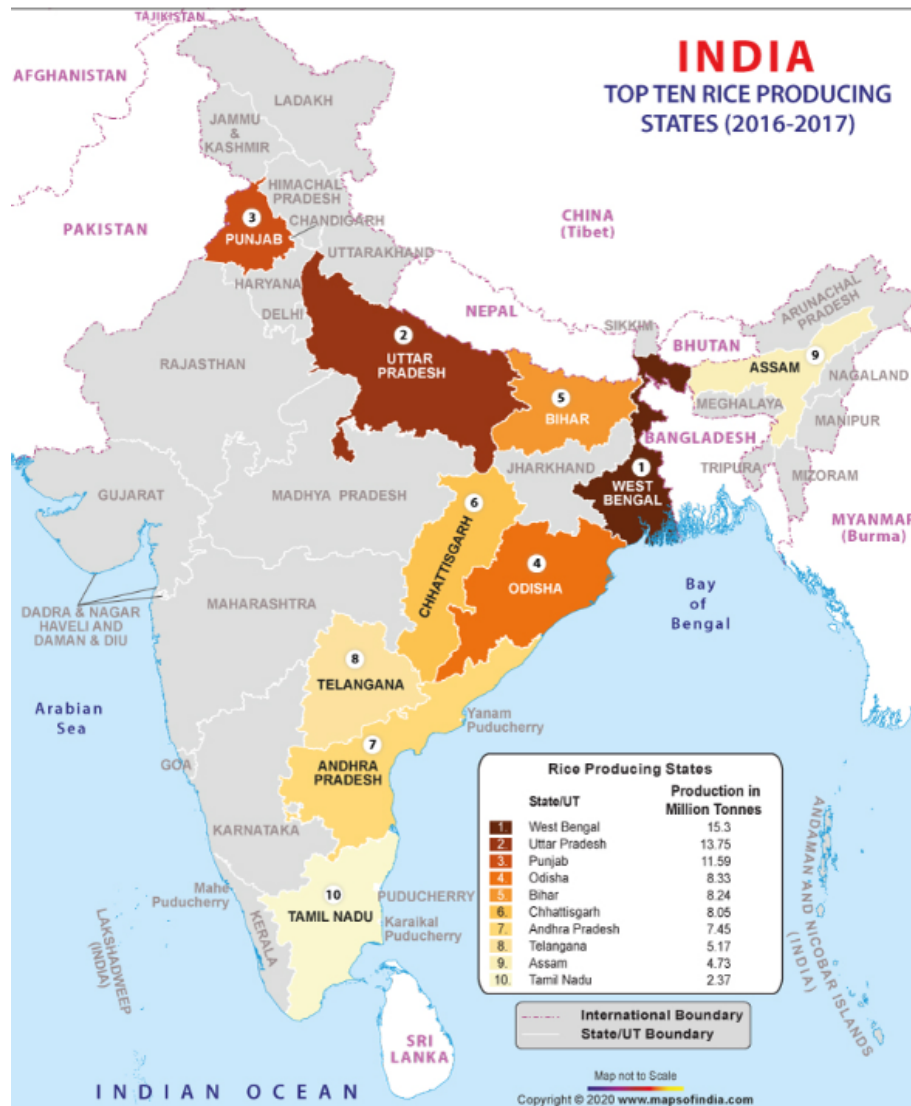 INDIA
TOP TEN RICE PRODUCING
STATES (2016-2017)
TAJIKISTAN
AFGHANISTAN
LADAKH
JAMMU
&
KASHMIR
HIMACHAL
PRADESH
CHINA
(Tibet)
3
PUNJAB
CHANDIGARH
PAKISTAN
UTTARAKHAND
HARYANA
DELHI
NEPAL
ARUNACHAL
PRADESH
SIKKIM
BHUTAN
2
UTTAR
PRADESH
RAJASTHAN
9
ASSAM
NAGALAND
5
BIHAR
MEGHALAYA
MANIPUR
BANGLADESH
JHARKHAND
1
WEST
BENGAL
TRIPURA
MIZORAM
GUJARAT
MADHYA PRADESH
6
CHHATTISGARH
MYANMAR
(Burma)
4
ODISHA
DADRA & NAGAR
HAVELI AND
DAMAN & DIU
MAHARASHTRA
Bay
of
Bengal
8
TELANGANA
Arabian
Sea
Yanam
Puducherry
7
ANDHRA
PRADESH
GOA
KARNATAKA
Mahe
Puducherry
10
TAMIL NADU
PUDUCHERRY
Karaikal
Puducherry
KERALA
LAKSHADWEEP
(INDIA)
ANDAMAN AND NICOBAR ISLANDS
(INDIA)
SRI
LANKA
INDIAN OCEAN
Rice Producing States
State/UT Production in
Million Tonnes
1. West Bengal 15.3
2. Uttar Pradesh 13.75
3. Punjab 11.59
4 Odisha 8.33
5. Bihar 8.24
6. Chhattisgarh 8.05
7. Andhra Pradesh 7.45
8. Telangana 5.17
9. Assam 4.73
10. Tamil Nadu 2.37
International Boundary
State/UT Boundary
Map not to Scale
Copyright © 2020 www.mapsofindia.com